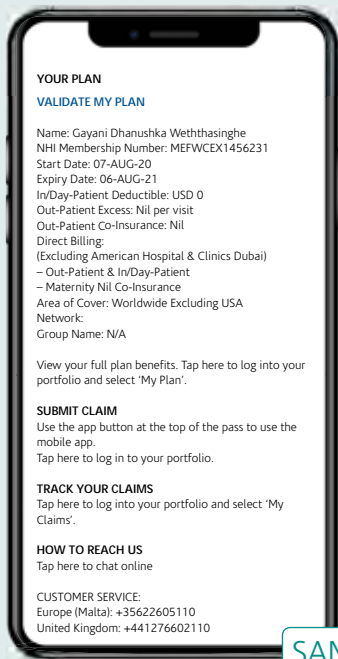 YOUR PLAN
VALIDATE MY PLAN
Name: Gayani Dhanushka Weththasinghe
NHI Membership Number: MEFWCEX1456231
Start Date: 07-AUG-20
Expiry Date: 06-AUG-21
In/Day-Patient Deductible: USD 0
Out-Patient Excess: Nil per visit
Out-Patient Co-Insurance: Nil
Direct Billing:
(Excluding American Hospital & Clinics Dubai)
– Out-Patient & In/Day-Patient
– Maternity Nil Co-Insurance
Area of Cover: Worldwide Excluding USA
Network:
Group Name: N/A
View your full plan benefits. Tap here to log into your
portfolio and select ‘My Plan’.
SUBMIT CLAIM
Use the app button at the top of the pass to use the
mobile app.
Tap here to log in to your portfolio.
TRACK YOUR CLAIMS
Tap here to log into your portfolio and select ‘My
Claims’.
HOW TO REACH US
Tap here to chat online
CUSTOMER SERVICE:
Europe (Malta): +35622605110
United Kingdom: +441276602110